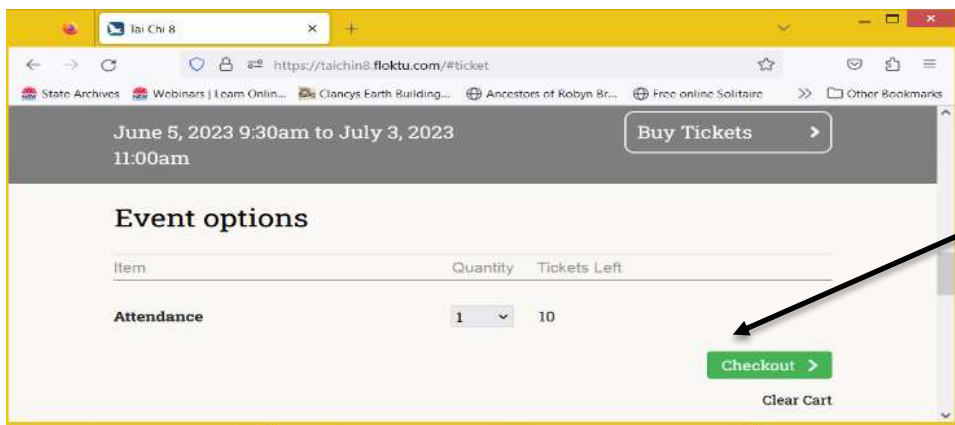 Tai Chi 8
https://taichin8.floktu.com/#ticket
State Archives Webinars | Learn Onlin... Clancys Earth Building... Ancestors of Robyn Br... Free online Solitaire Other Bookmarks
June 5, 2023 9:30am to July 3, 2023 Buy Tickets
11:00am
Event options
Item Quantity Tickets Left
Attendance 1 10
Checkout
Clear Cart